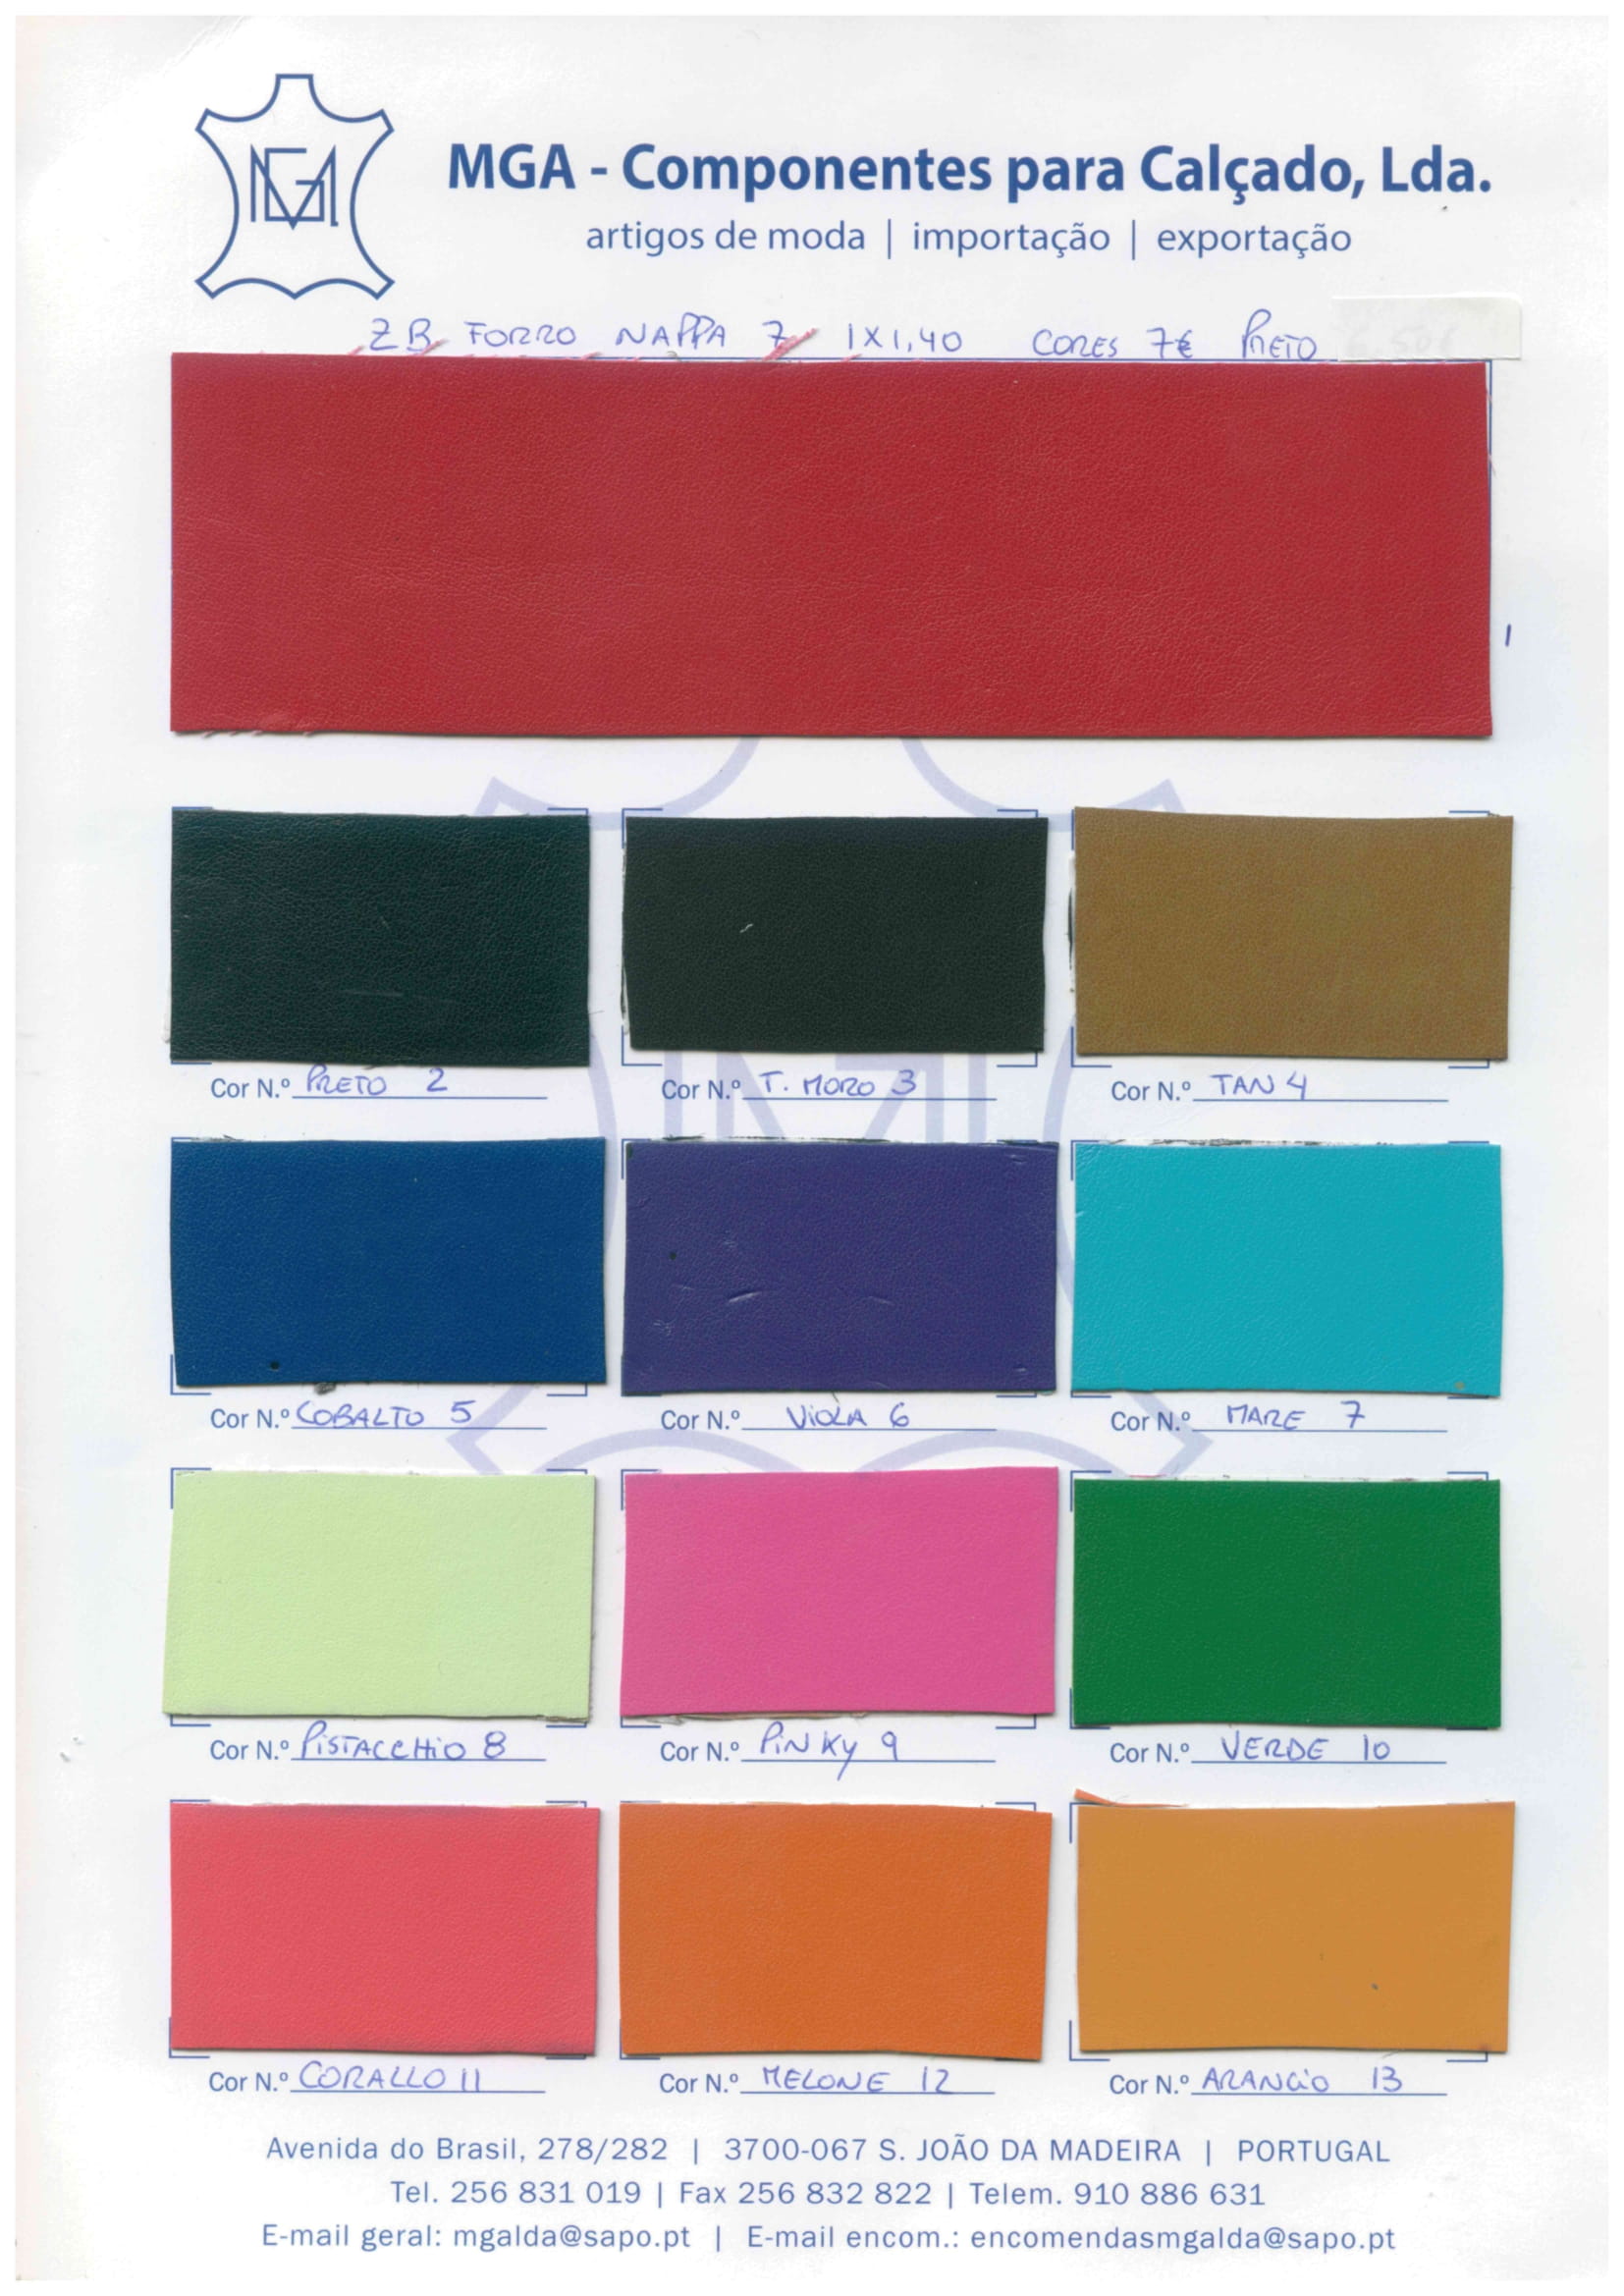 MGA - Componentes para Calçado, Lda.
artigos de moda | importação | exportação
ZB FORRO NAPPA 7 1X1,40 CORES 7€ PRETO
1
Cor N.º PRETO 2
Cor N.º T. MORO 3
Cor N.º TAN 4
Cor N.º COBALTO 5
Cor N.º VIOLA 6
Cor N.º MARE 7
Cor N.º PISTACCHIO 8
Cor N.º PINKY 9
Cor N.º VERDE 10
Cor N.º CORALLO 11
Cor N.º MELONE 12
Cor N.º ARANCIO 13
Avenida do Brasil, 278/282 | 3700-067 S. JOÃO DA MADEIRA | PORTUGAL
Tel. 256 831 019 | Fax 256 832 822 | Telem. 910 886 631
E-mail geral: mgalda@sapo.pt | E-mail encom.: encomendasmgalda@sapo.pt